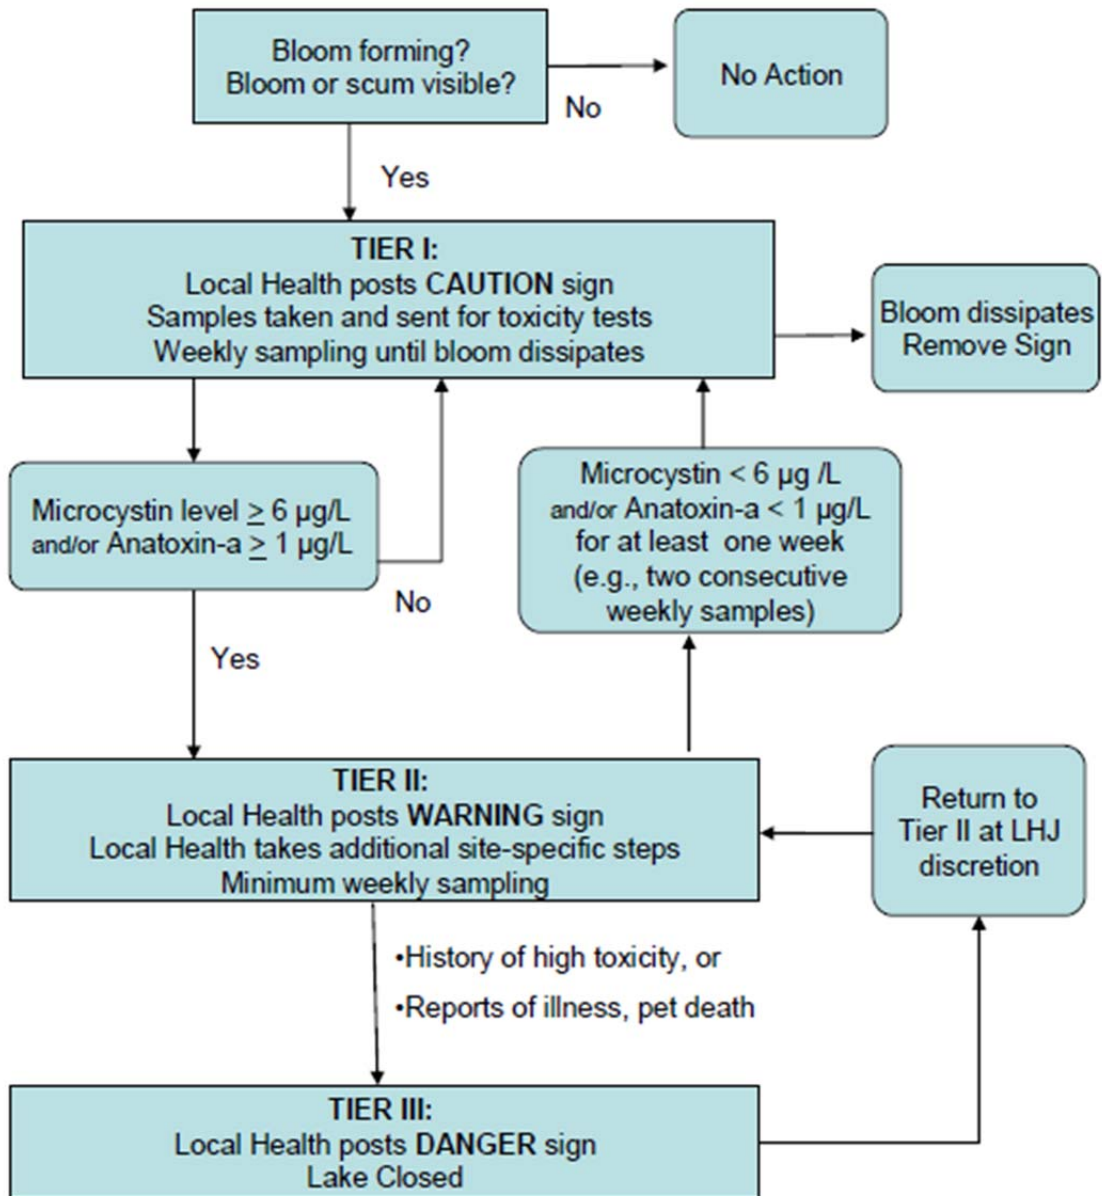 Bloom forming?
Bloom or scum visible?
No Action
No
Yes
TIER I:
Local Health posts CAUTION sign
Samples taken and sent for toxicity tests
Weekly sampling until bloom dissipates
Bloom dissipates
Remove Sign
Microcystin level ≥ 6 µg/L
and/or Anatoxin-a ≥ 1 µg/L
No
Yes
Microcystin < 6 µg /L
and/or Anatoxin-a < 1 µg/L
for at least one week
(e.g., two consecutive
weekly samples)
TIER II:
Local Health posts WARNING sign
Local Health takes additional site-specific steps
Minimum weekly sampling
Return to
Tier II at LHJ
discretion
•History of high toxicity, or
•Reports of illness, pet death
TIER III:
Local Health posts DANGER sign
Lake Closed